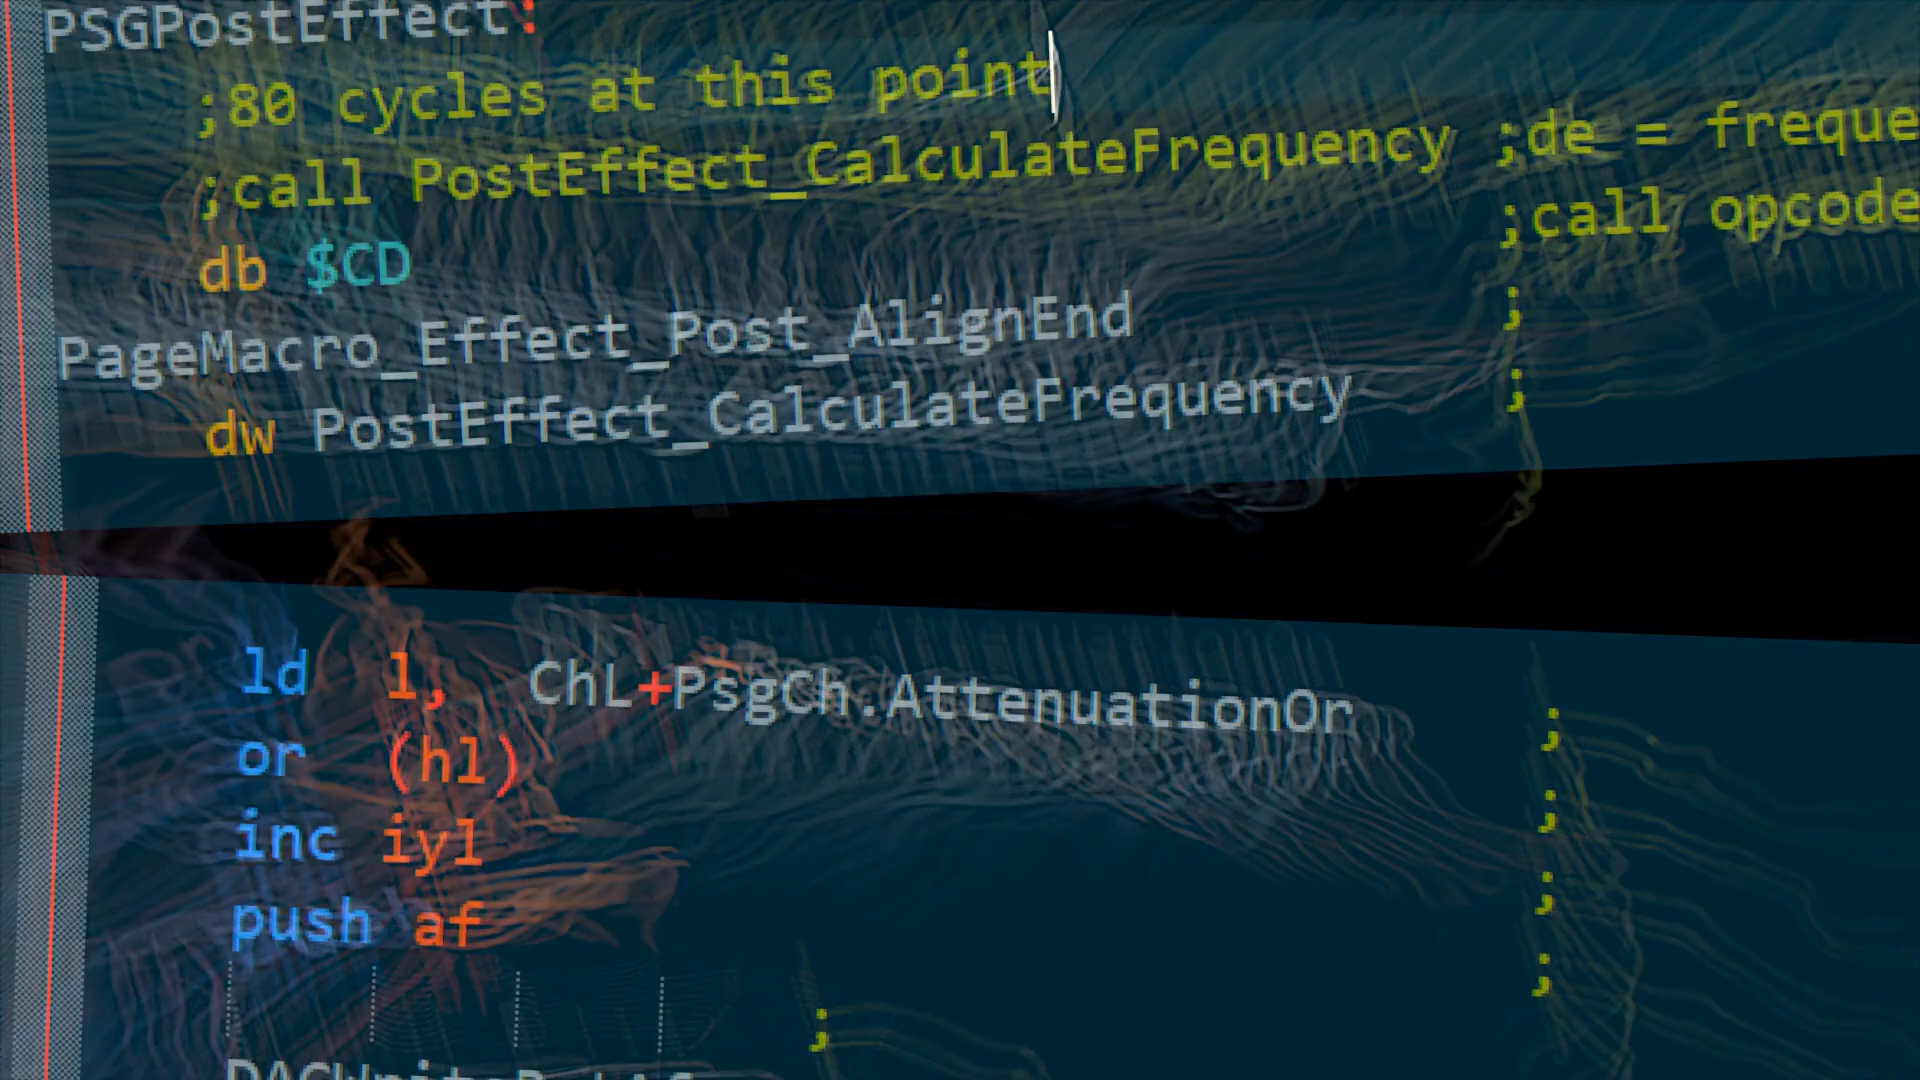 PSGPostEffect:
;80 cycles at this point
;call PostEffect_CalculateFrequency ;de = freque
db $CD ;call opcode
PageMacro_Effect_Post_AlignEnd ;
dw PostEffect_CalculateFrequency ;
ld l, ChL+PsgCh.AttenuationOr ;
or (hl) ;
inc iyl ;
push af ;
;